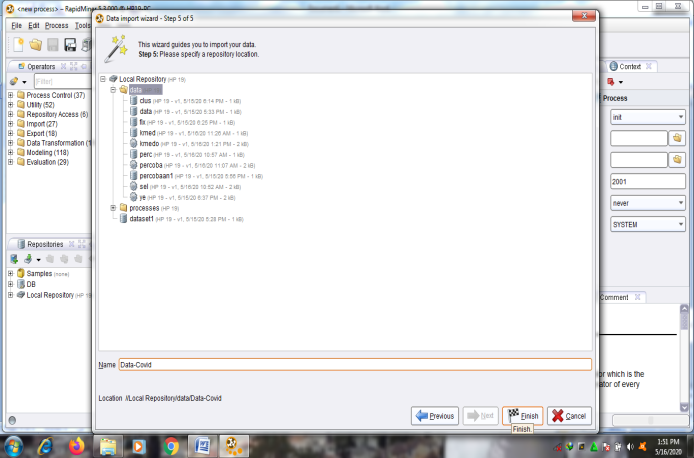 <new process> – RapidMiner 5.3.000 @ HP19-PC
File Edit Process Tools
Data import wizard - Step 5 of 5
This wizard guides you to import your data.
Step 5: Please specify a repository location.
Operators
[Filter]
Process Control (37)
Utility (52)
Repository Access (6)
Import (27)
Export (18)
Data Transformation (1
Modeling (118)
Evaluation (29)
Repositories
Samples (none)
DB
Local Repository (HP 19
Local Repository (HP 19)
data
clus (HP 19 - v1, 5/15/20 6:14 PM - 1 kB)
data (HP 19 - v1, 5/15/20 5:33 PM - 1 kB)
fix (HP 19 - v1, 5/15/20 6:25 PM - 1 kB)
kmed (HP 19 - v1, 5/16/20 11:26 AM - 1 kB)
kmedo (HP 19 - v1, 5/16/20 1:21 PM - 2 kB)
perc (HP 19 - v1, 5/16/20 10:57 AM - 1 kB)
percoba (HP 19 - v1, 5/16/20 11:07 AM - 2 kB)
percobaan1 (HP 19 - v1, 5/15/20 8:56 PM - 1 kB)
sel (HP 19 - v1, 5/16/20 10:52 AM - 2 kB)
ye (HP 19 - v1, 5/15/20 6:37 PM - 2 kB)
processes (HP 19)
dataset1 (HP 19 - v1, 5/15/20 5:28 PM - 1 kB)
Name Data-Covid
Location //Local Repository/data/Data-Covid
Previous Next Finish Cancel
Finish.
Context
Process
init
2001
never
SYSTEM
Comment
or which is the
ator of every
1:51 PM
5/16/2020